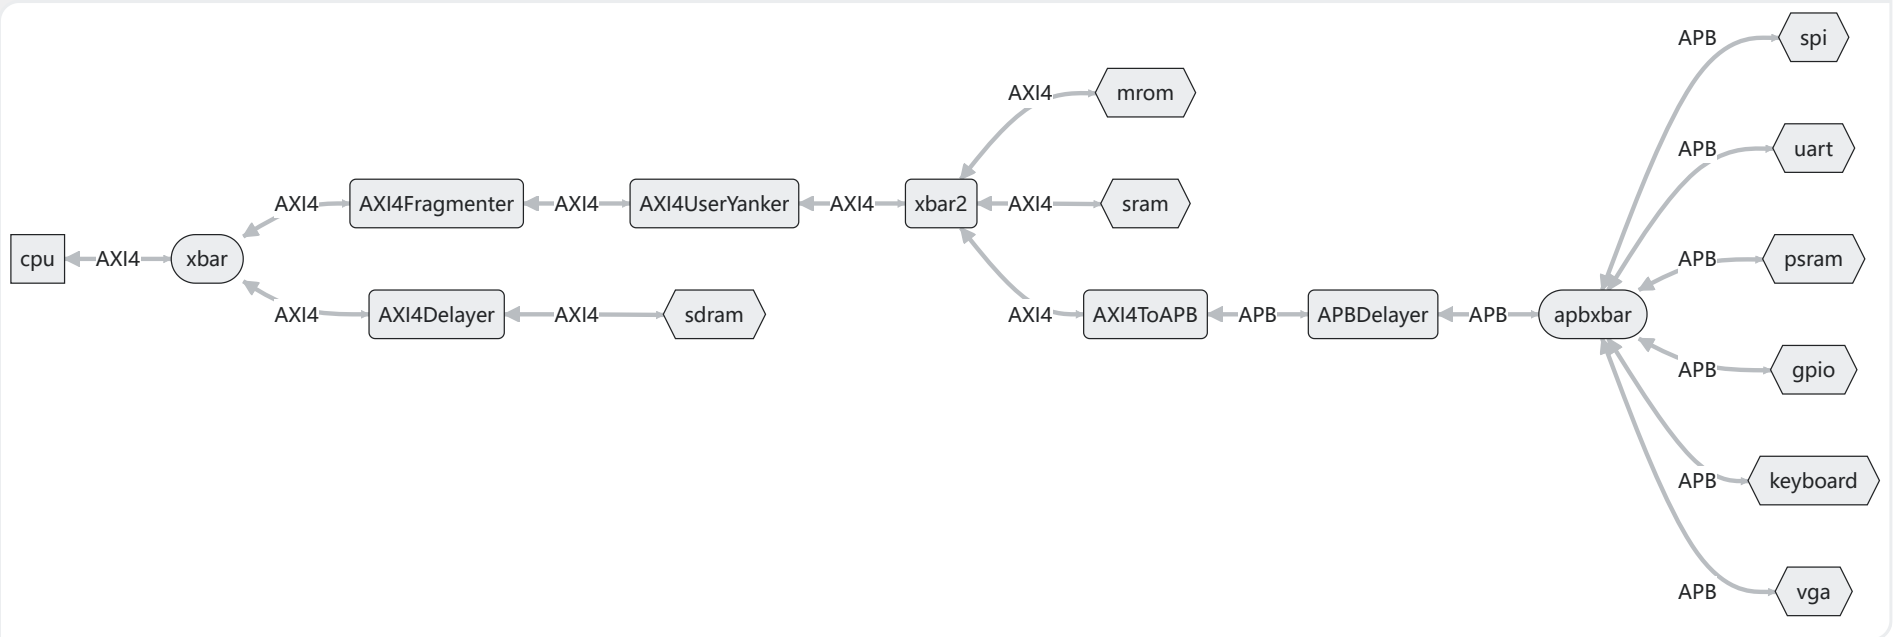 APB
spi
AXI4
mrom
APB
uart
AXI4
AXI4Fragmenter
AXI4
AXI4UserYanker
AXI4
xbar2
AXI4
sram
cpu
AXI4
xbar
APB
psram
AXI4
AXI4Delayer
AXI4
sdram
AXI4
AXI4ToAPB
APB
APBDelayer
APB
apbxbar
APB
gpio
APB
keyboard
APB
vga